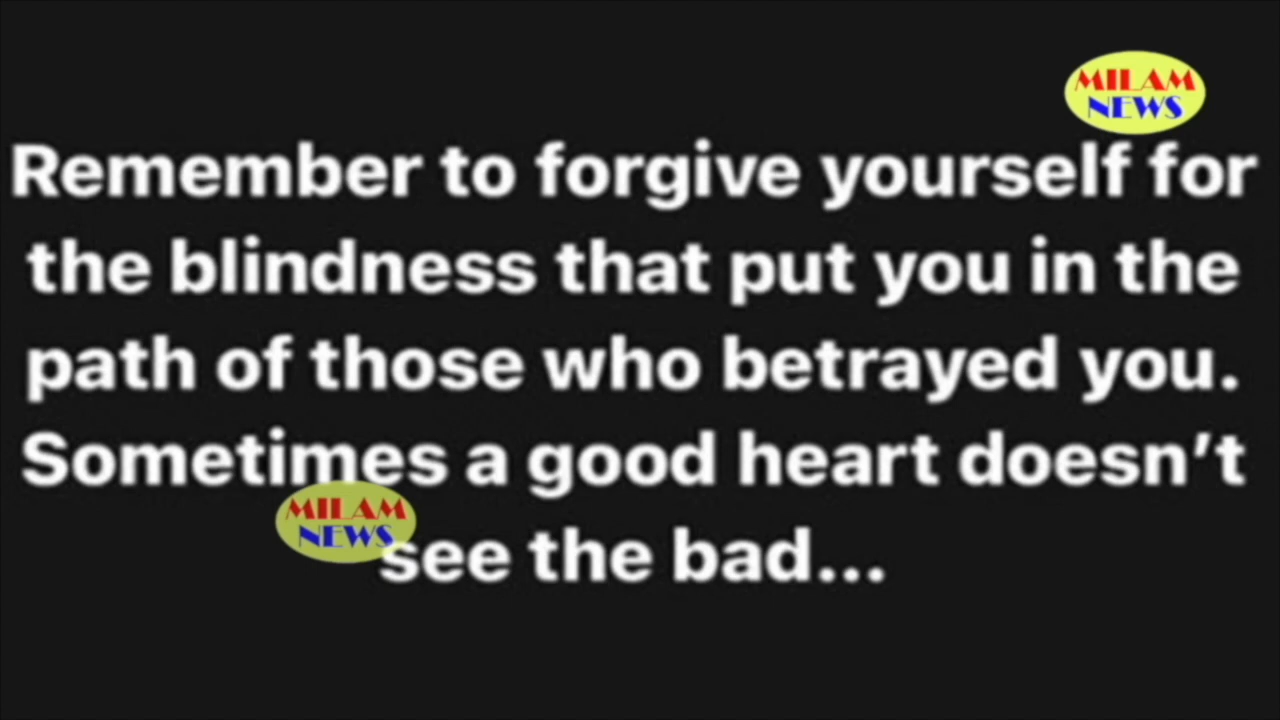 MILAM
NEWS
Remember to forgive yourself for
the blindness that put you in the
path of those who betrayed you.
Sometimes a good heart doesn’t
MILAM
NEWS
see the bad...